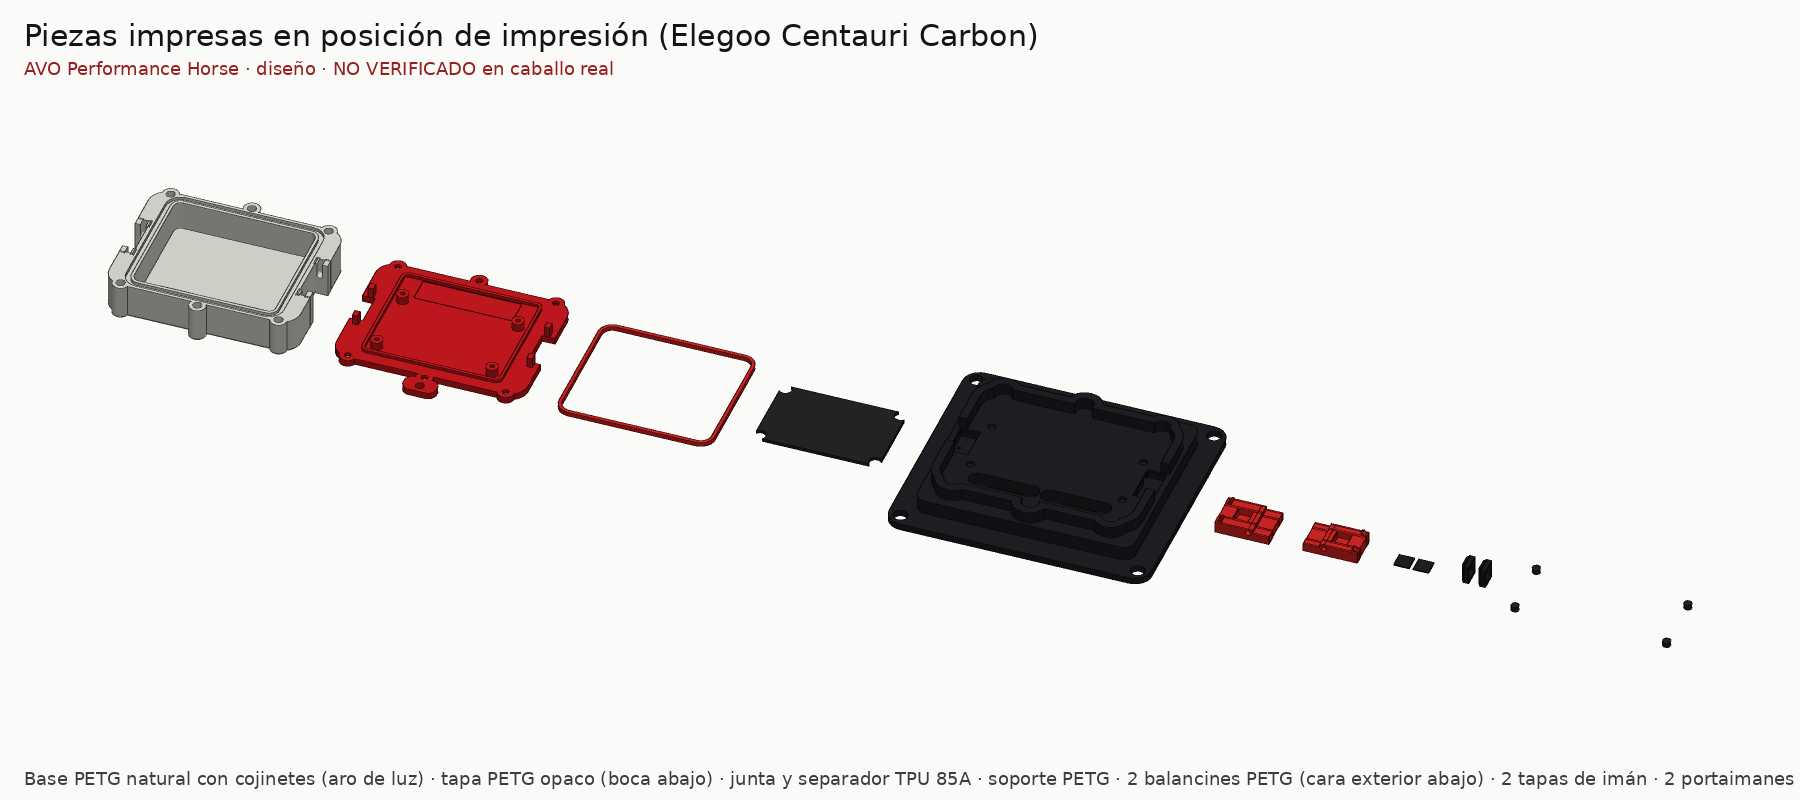 Piezas impresas en posición de impresión (Elegoo Centauri Carbon)
AVO Performance Horse · diseño · NO VERIFICADO en caballo real
Base PETG natural con cojinetes (aro de luz) · tapa PETG opaco (boca abajo) · junta y separador TPU 85A · soporte PETG · 2 balancines PETG (cara exterior abajo) · 2 tapas de imán · 2 portaimanes